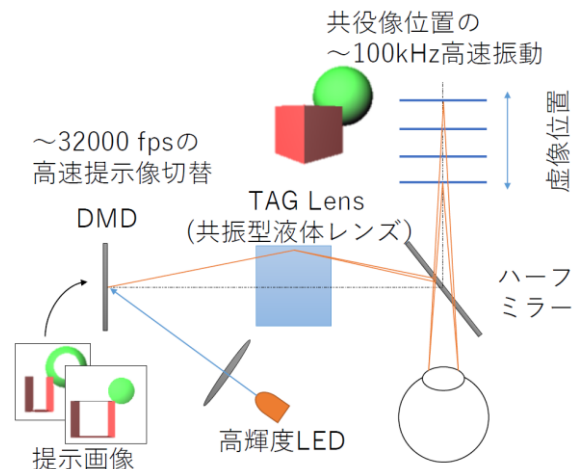 共役像位置の
～100kHz高速振動
～32000 fpsの
高速提示像切替
DMD
TAG Lens
（共振型液体レンズ）
虚像位置
ハーフ
ミラー
提示画像
高輝度LED